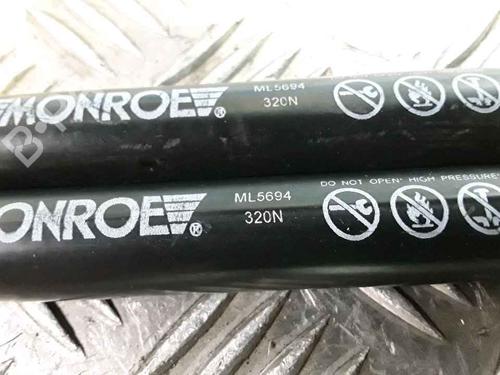 MONROE®
ML5694
320N
MONROE®
ML5694
320N
DO NOT OPEN: HIGH PRESSURE